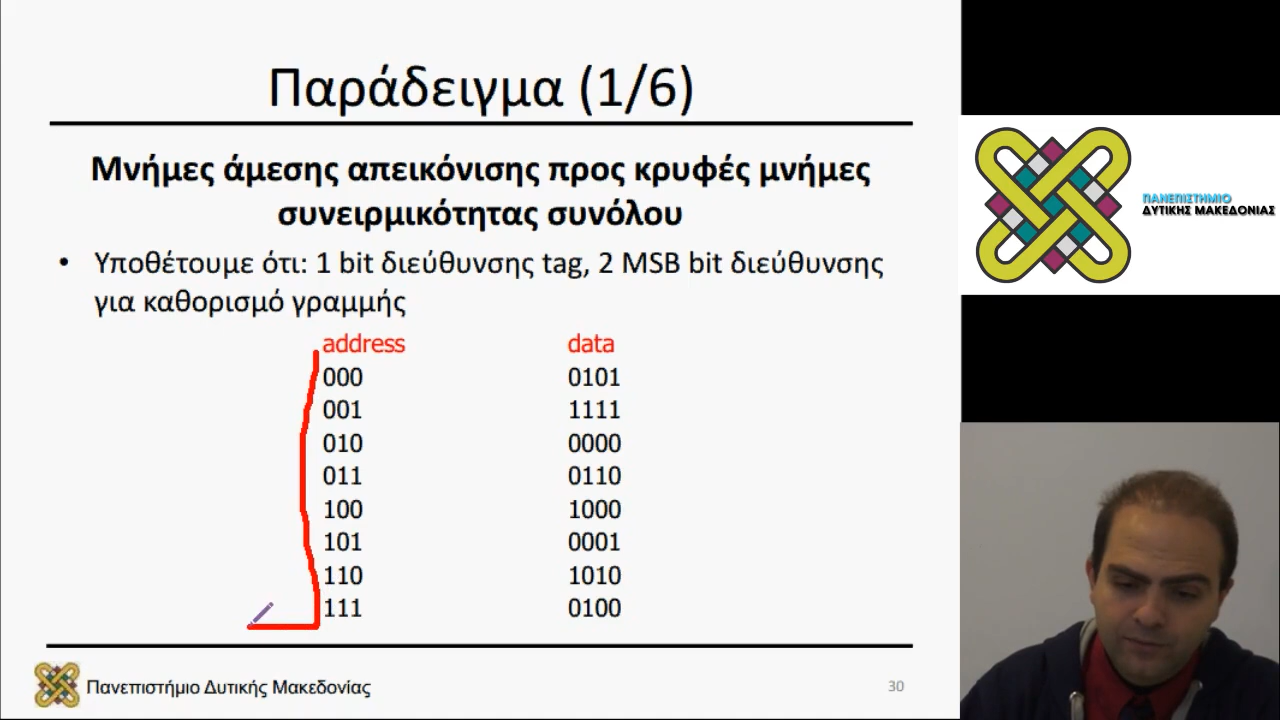 Παράδειγμα (1/6)
Μνήμες άμεσης απεικόνισης προς κρυφές μνήμες
συνειρμικότητας συνόλου
• Υποθέτουμε ότι: 1 bit διεύθυνσης tag, 2 MSB bit διεύθυνσης
για καθορισμό γραμμής
address data
000 0101
001 1111
010 0000
011 0110
100 1000
101 0001
110 1010
111 0100
Πανεπιστήμιο Δυτικής Μακεδονίας
30
ΠΑΝΕΠΙΣΤΗΜΙΟ
ΔΥΤΙΚΗΣ ΜΑΚΕΔΟΝΙΑΣ